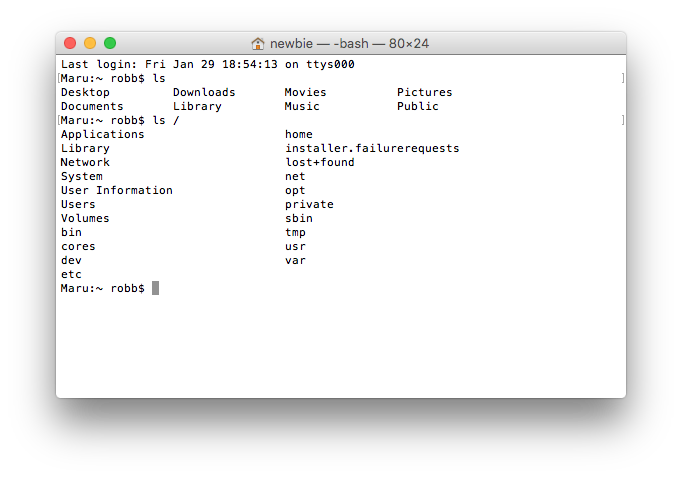 newbie — -bash — 80×24
Last login: Fri Jan 29 18:54:13 on ttys000
[Maru:~ robb$ ls ]
Desktop Downloads Movies Pictures
Documents Library Music Public
[Maru:~ robb$ ls / ]
Applications home
Library installer.failurerequests
Network lost+found
System net
User Information opt
Users private
Volumes sbin
bin tmp
cores usr
dev var
etc
Maru:~ robb$